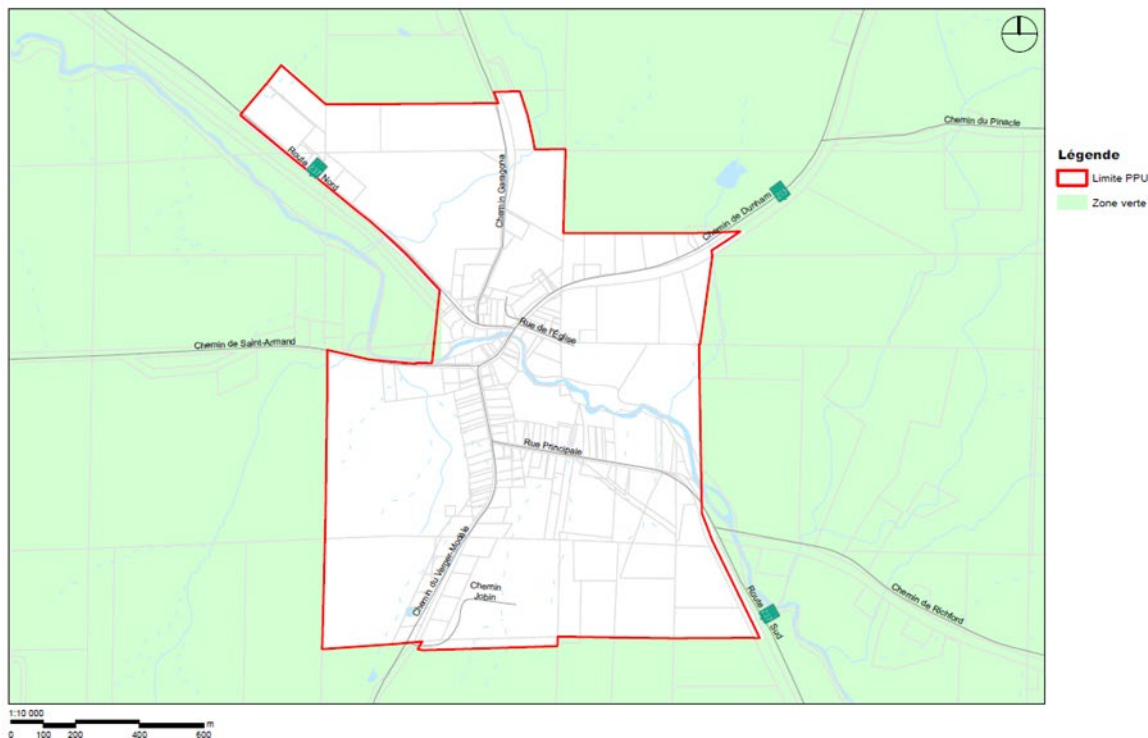 Chemin du Pinacle
Légende
Limite PPU
Zone verte
Route
Nord
Chemin Garagona
Chemin de Dunham
Rue de l'Église
Chemin de Saint-Armand
Rue Principale
Chemin du Verger-Modèle
Chemin
Jobin
Route
Sud
Chemin de Richford
1:10 000
0 100 200 400 600 m